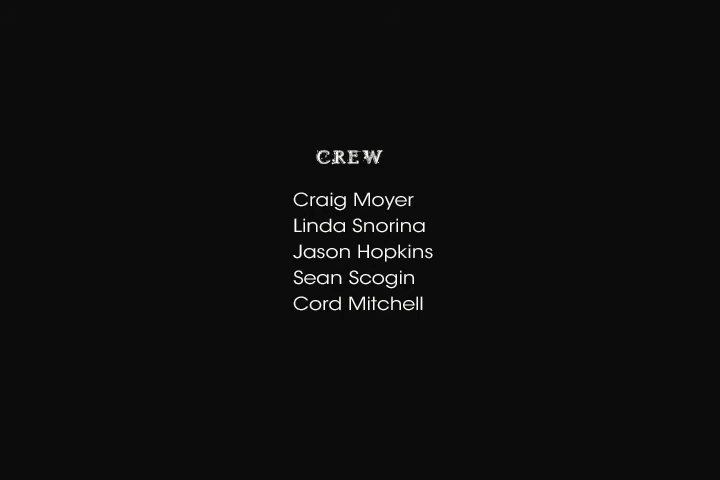 CREW
Craig Moyer
Linda Snorina
Jason Hopkins
Sean Scogin
Cord Mitchell